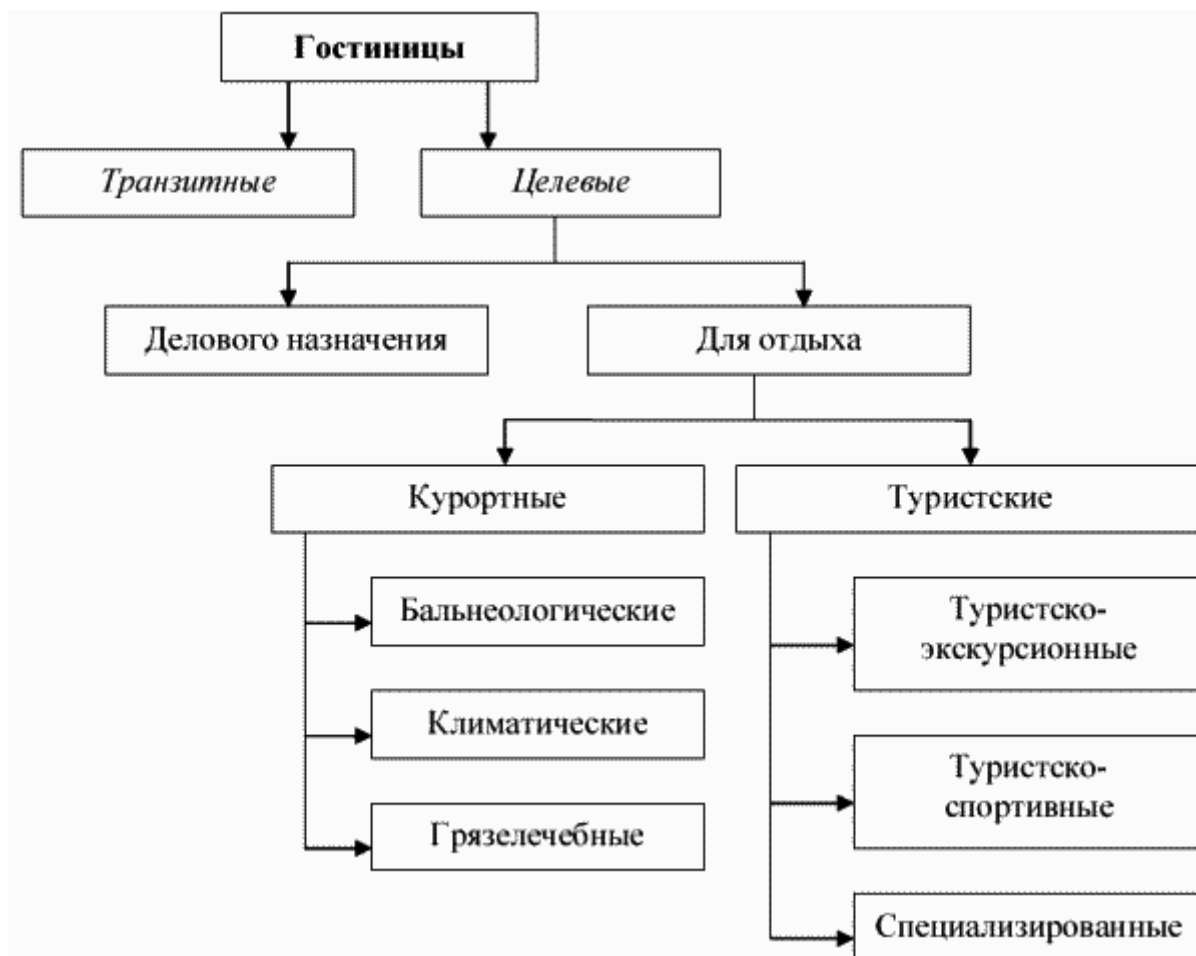 Гостиницы
Транзитные
Целевые
Делового назначения
Для отдыха
Курортные
Туристские
Бальнеологические
Климатические
Грязелечебные
Туристско-
экскурсионные
Туристско-
спортивные
Специализированные